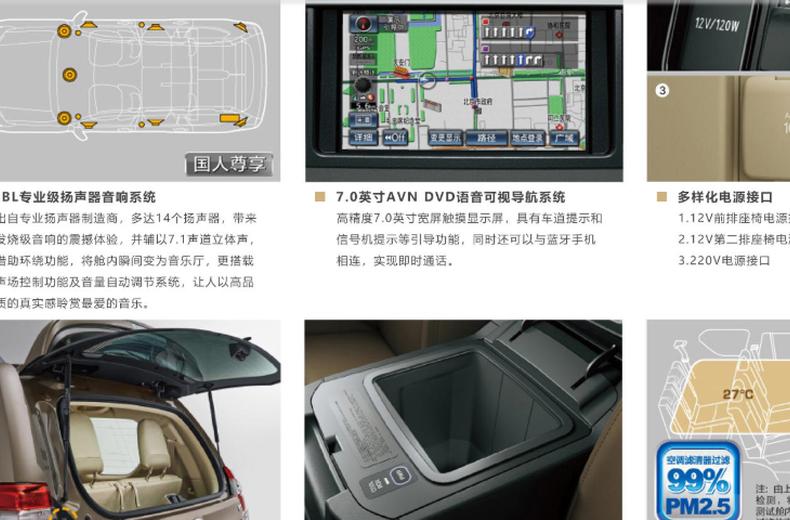 12V/120W
3
国人尊享
详细
Off
变更显示
路径
地点登录
广域
BL专业级扬声器音响系统
出自专业扬声器制造商，多达14个扬声器，带来
发烧级音响的震撼体验，并辅以7.1声道立体声，
借助环绕功能，将舱内瞬间变为音乐厅，更搭载
声场控制功能及音量自动调节系统，让人以高品
质的真实感聆赏最爱的音乐。
7.0英寸AVN DVD语音可视导航系统
高精度7.0英寸宽屏触摸显示屏，具有车道提示和
信号机提示等引导功能，同时还可以与蓝牙手机
相连，实现即时通话。
多样化电源接口
1.12V前排座椅电源
2.12V第二排座椅电
3.220V电源接口
27°C
空调滤清器过滤
99%
PM2.5
注：由上
检测，
测试舱内